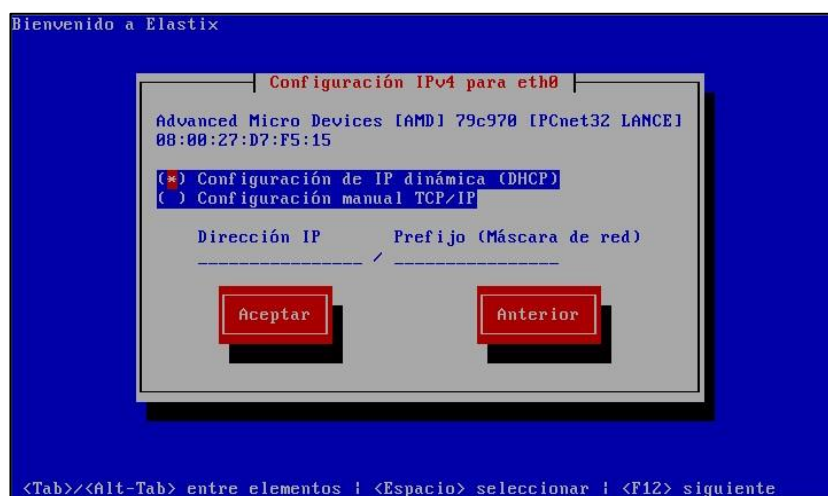 Bienvenido a Elastix
Configuración IPv4 para eth0
Advanced Micro Devices [AMD] 79c970 [PCnet32 LANCE]
08:00:27:D7:F5:15
(*) Configuración de IP dinámica (DHCP)
( ) Configuración manual TCP/IP
Dirección IP Prefijo (Máscara de red)
________________ / ________________
Aceptar Anterior
<Tab>/<Alt-Tab> entre elementos | <Espacio> seleccionar | <F12> siguiente